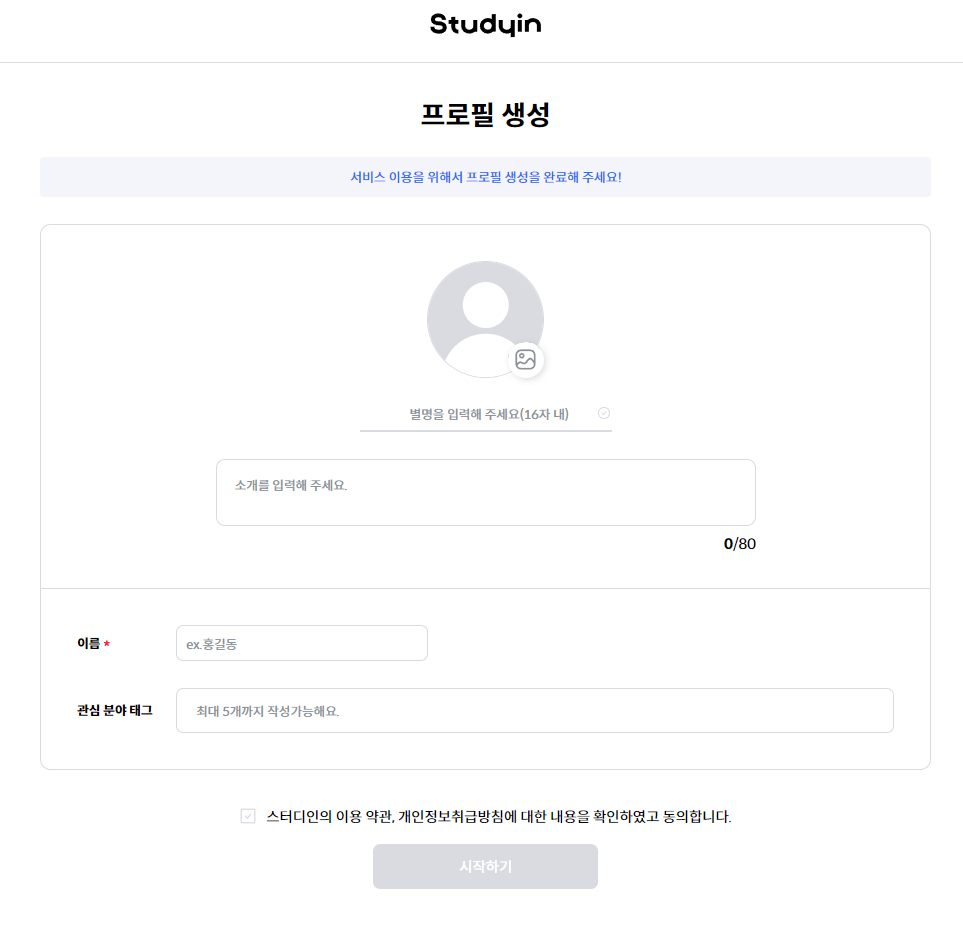 Studyin
프로필 생성
서비스 이용을 위해서 프로필 생성을 완료해 주세요!
별명을 입력해 주세요(16자 내)
소개를 입력해 주세요.
0/80
이름 *
ex.홍길동
관심 분야 태그
최대 5개까지 작성가능해요.
스터디인의 이용 약관, 개인정보취급방침에 대한 내용을 확인하였고 동의합니다.
시작하기